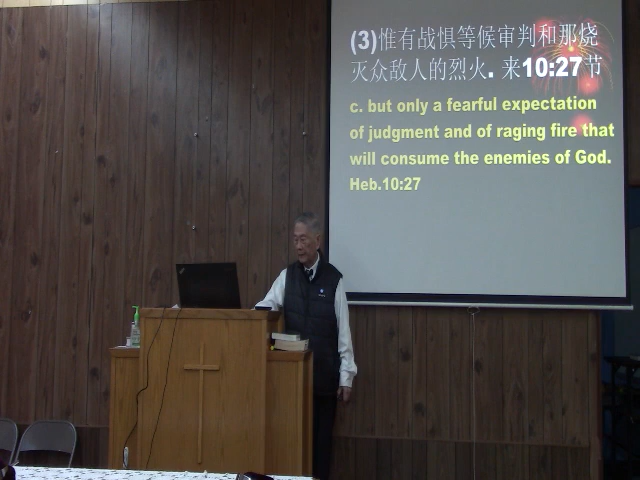 (3)惟有战惧等候审判和那烧
灭众敌人的烈火. 来10:27节
c. but only a fearful expectation
of judgment and of raging fire that
will consume the enemies of God.
Heb.10:27